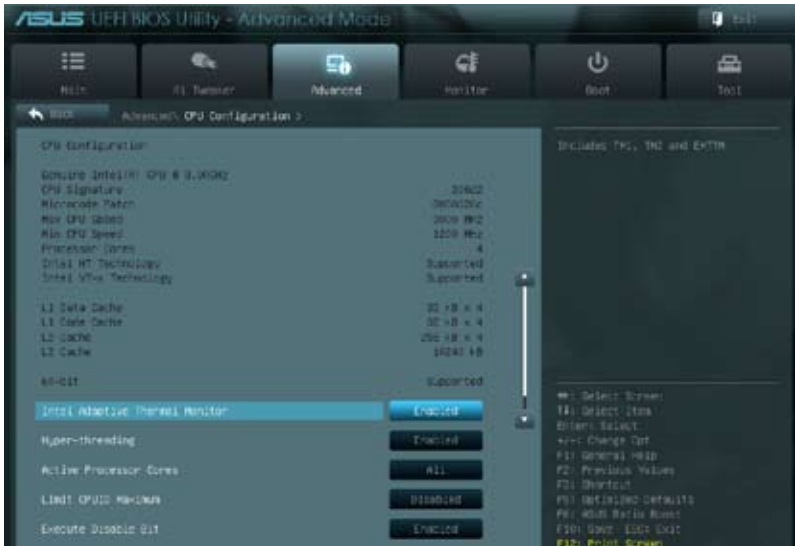 ASUS UEFI BIOS Utility - Advanced Mode
Exit
Main
Ai Tweaker
Advanced
Monitor
Boot
Tool
Back
Advanced\ CPU Configuration >
CPU Configuration
Includes TM1, TM2 and EMTTM
Genuine Intel(R) CPU @
CPU Signature
Microcode Patch
Max CPU Speed
Min CPU Speed 1200 MHz
Processor Cores 4
Intel HT Technology Supported
Intel VT-x Technology Supported
L1 Data Cache 32 kB x 4
L1 Code Cache 32 kB x 4
L2 Cache 256 kB x 4
L3 Cache 10240 kB
64-bit Supported
Intel Adaptive Thermal Monitor Enabled
Hyper-threading Enabled
Active Processor Cores All
Limit CPUID Maximum Disabled
Execute Disable Bit Enabled
→←: Select Screen
↑↓: Select Item
Enter: Select
+/-: Change Opt
F1: General Help
F2: Previous Values
F3: Shortcut
F5: Optimized Defaults
F6: ASUS Ratio Boost
F10: Save ESC: Exit
F12: Print Screen